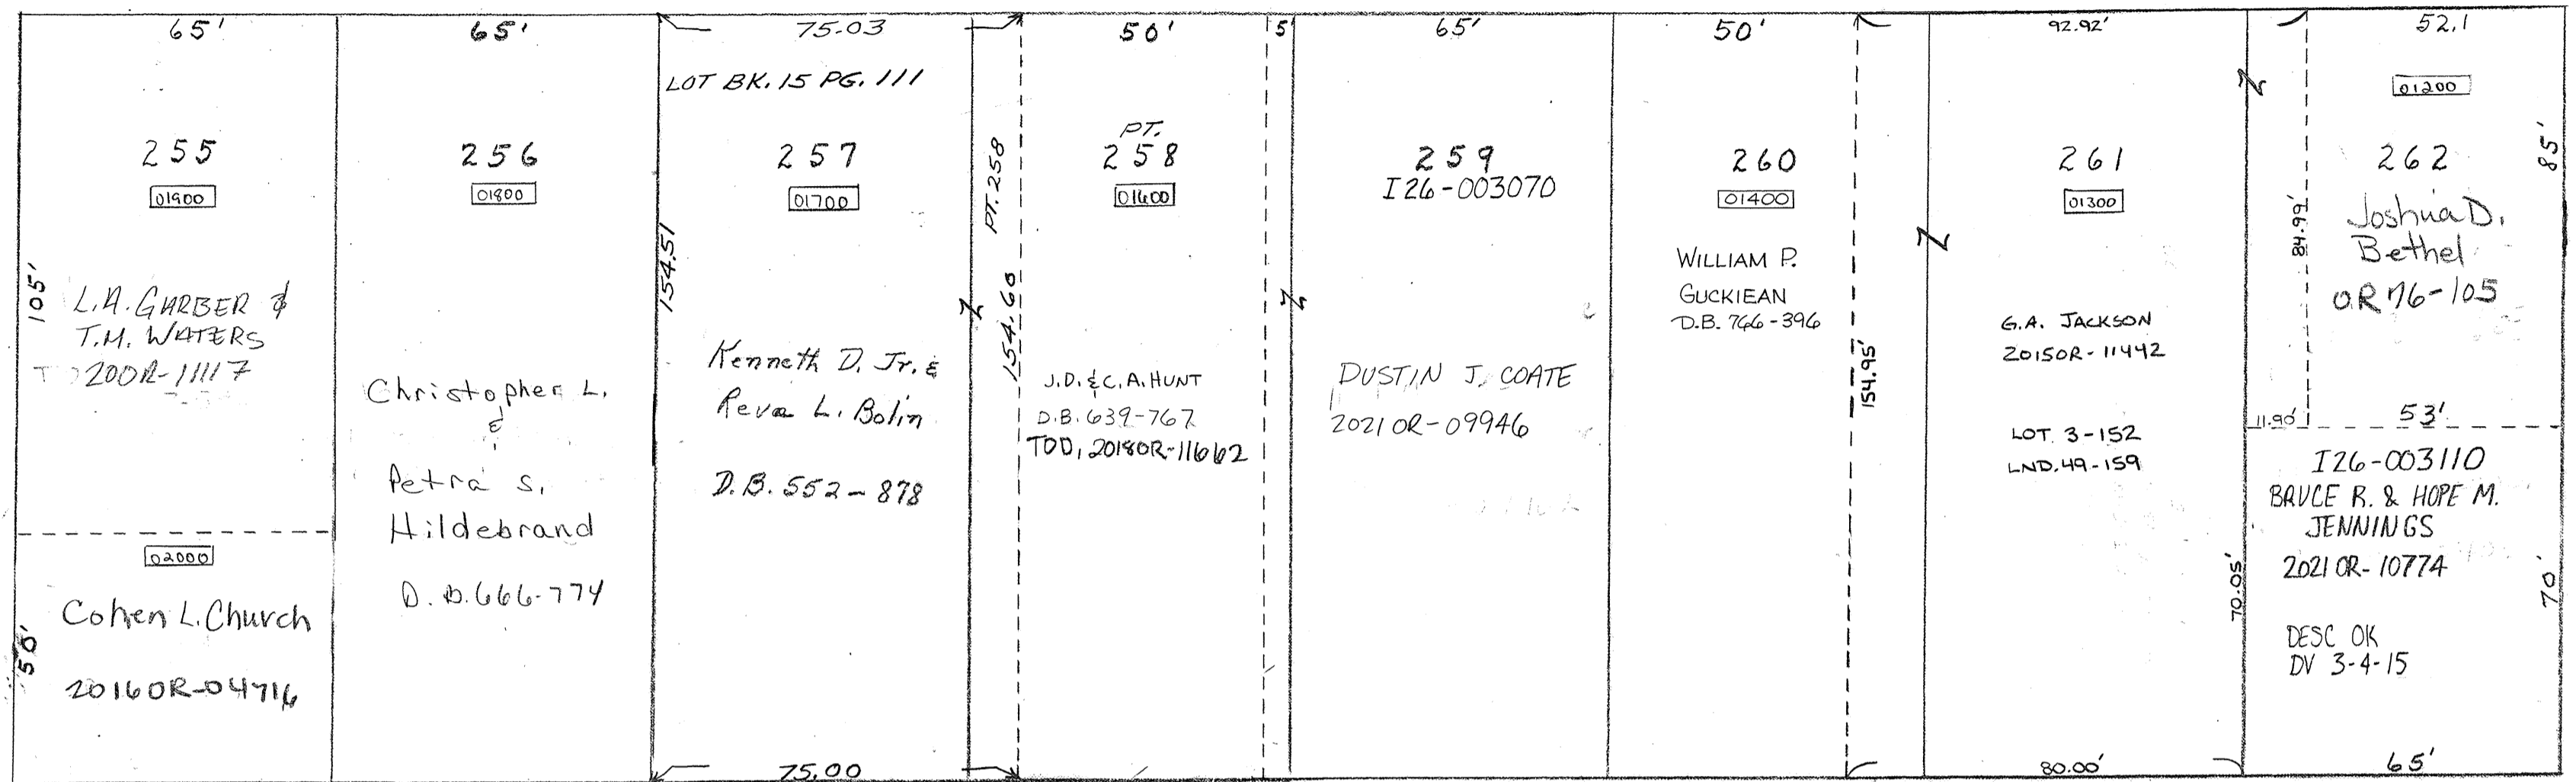 65'
255
01900
105'
L.A. GARBER &
T.M. WATERS
200R-11117
02000
Cohen L. Church
50'
2016OR-04716
65'
256
01800
Christopher L.
&
Petra S.
Hildebrand
D.B. 666-774
75.03
LOT BK. 15 PG. 111
257
01700
154.51
Kenneth D. Jr. &
Reva L. Bolin
D.B. 552-878
75.00
PT. 258
154.60
50'
PT.
258
01600
J.D. & C.A. HUNT
D.B. 639-767
TOD, 2018OR-11662
5'
65'
259
I26-003070
DUSTIN J. COATE
2021 OR-09946
50'
260
01400
WILLIAM P.
GUCKIEAN
D.B. 766-396
154.95'
92.92'
261
01300
G.A. JACKSON
2015OR-11442
LOT. 3-152
LND. 49-159
80.00'
52.1
01200
262
85'
84.99'
Joshua D.
Bethel
O.R 76-105
11.90'
53'
I26-003110
BRUCE R. & HOPE M.
JENNINGS
2021 OR-10774
70.05'
70'
DESC OK
DV 3-4-15
65'